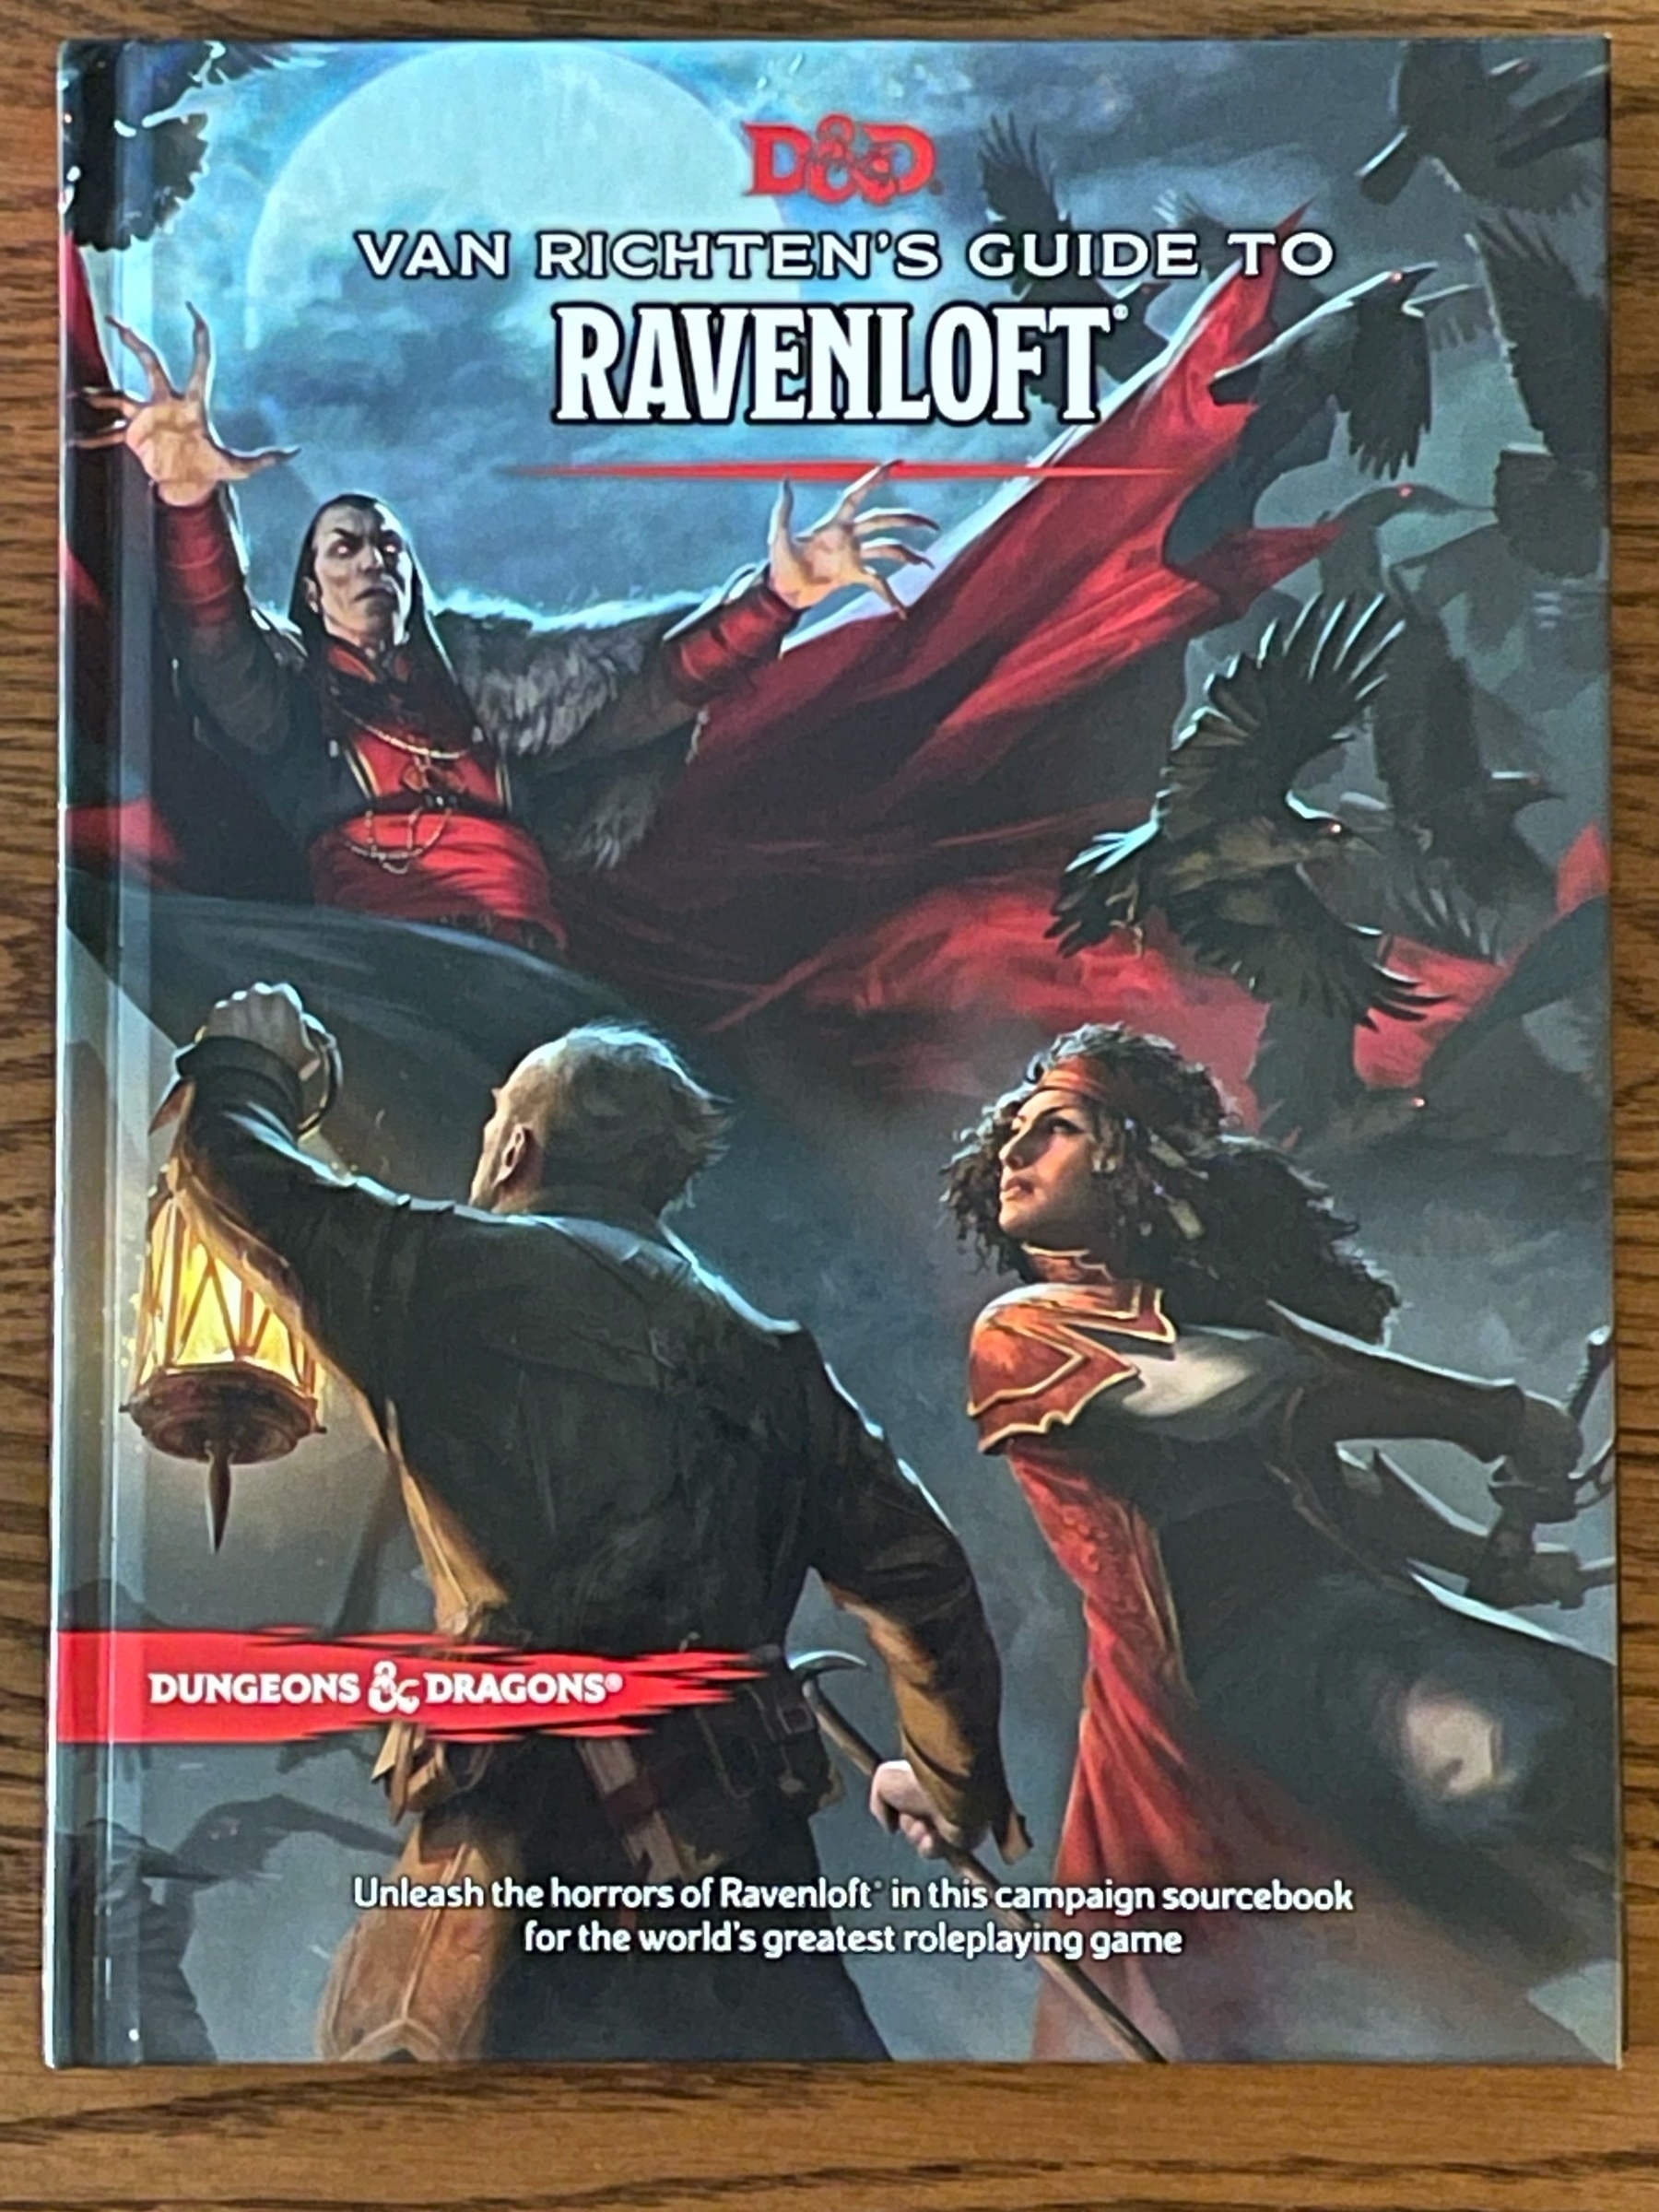 D&D®
VAN RICHTEN'S GUIDE TO
RAVENLOFT®
DUNGEONS & DRAGONS®
Unleash the horrors of Ravenloft® in this campaign sourcebook
for the world's greatest roleplaying game